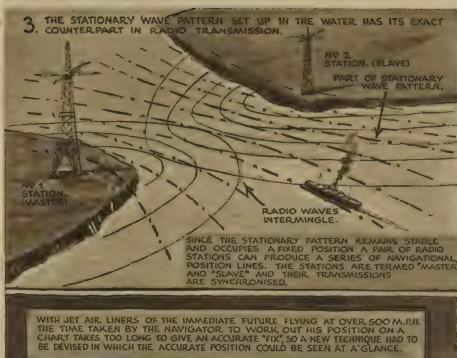 3. THE STATIONARY WAVE PATTERN SET UP IN THE WATER HAS ITS EXACT
COUNTERPART IN RADIO TRANSMISSION.
Nº 2
STATION. (SLAVE)
PART OF STATIONARY
WAVE PATTERN.
Nº 1
STATION.
(MASTER)
RADIO WAVES
INTERMINGLE.
SINCE THE STATIONARY PATTERN REMAINS STABLE
AND OCCUPIES A FIXED POSITION A PAIR OF RADIO
STATIONS CAN PRODUCE A SERIES OF NAVIGATIONAL
POSITION LINES. THE STATIONS ARE TERMED "MASTER"
AND "SLAVE" AND THEIR TRANSMISSIONS
ARE SYNCHRONISED.
WITH JET AIR LINERS OF THE IMMEDIATE FUTURE FLYING AT OVER 500 M.P.H.
THE TIME TAKEN BY THE NAVIGATOR TO WORK OUT HIS POSITION ON A
CHART TAKES TOO LONG TO GIVE AN ACCURATE "FIX", SO A NEW TECHNIQUE HAD TO
BE DEVISED IN WHICH THE ACCURATE POSITION COULD BE SEEN AT A GLANCE.